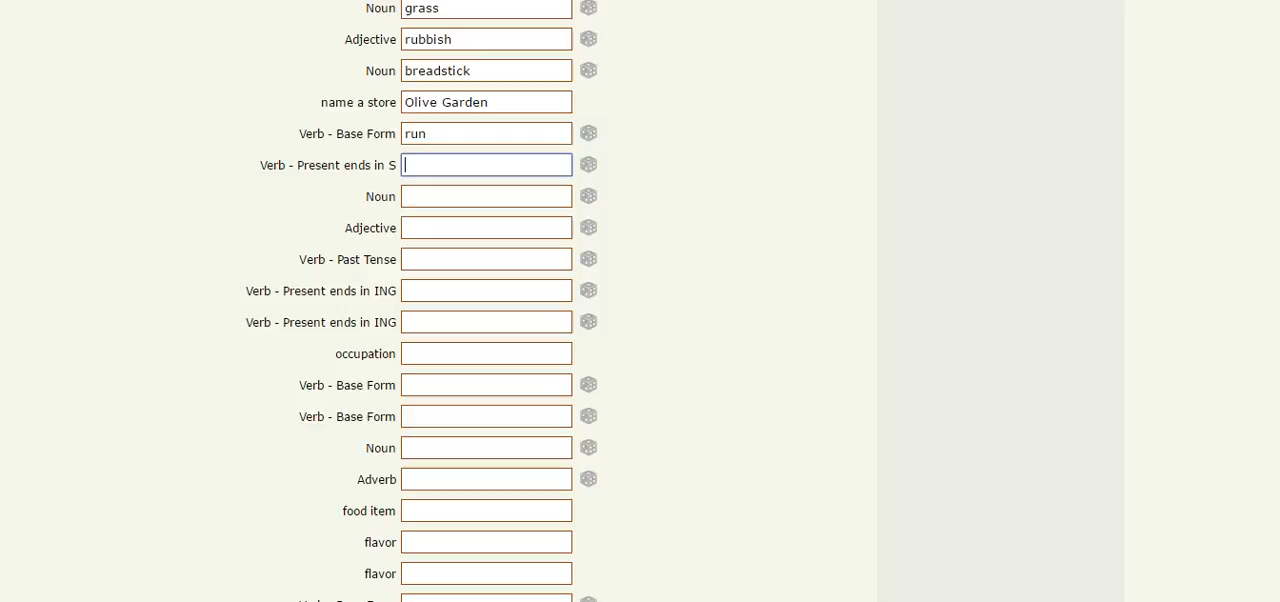 Noun grass
Adjective rubbish
Noun breadstick
name a store Olive Garden
Verb - Base Form run
Verb - Present ends in S
Noun
Adjective
Verb - Past Tense
Verb - Present ends in ING
Verb - Present ends in ING
occupation
Verb - Base Form
Verb - Base Form
Noun
Adverb
food item
flavor
flavor